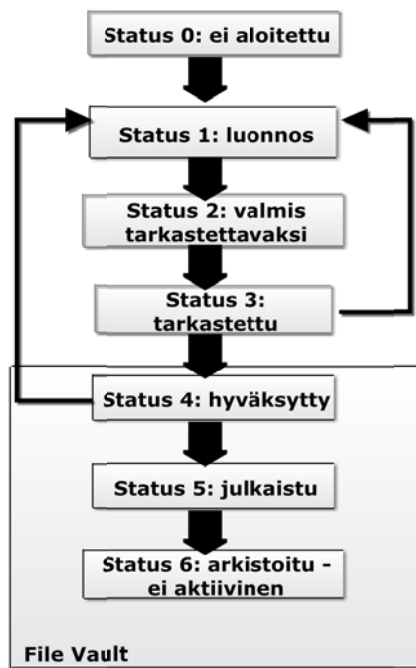 Status 0: ei aloitettu
Status 1: luonnos
Status 2: valmis
tarkastettavaksi
Status 3:
tarkastettu
Status 4: hyväksytty
Status 5: julkaistu
Status 6: arkistoitu -
ei aktiivinen
File Vault